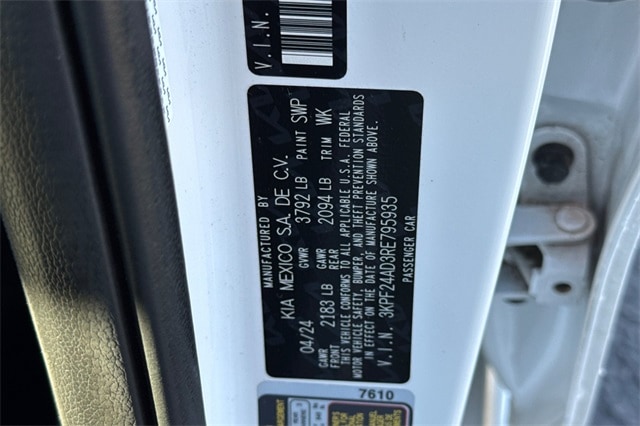 V.I.N.
MANUFACTURED BY
KIA MEXICO S.A. DE C.V.
04/24 GVWR 3792 LB PAINT SWP
GAWR FRONT 2183 LB GAWR REAR 2094 LB TRIM WK
THIS VEHICLE CONFORMS TO ALL APPLICABLE U.S.A. FEDERAL
MOTOR VEHICLE SAFETY, BUMPER, AND THEFT PREVENTION STANDARDS
IN EFFECT ON THE DATE OF MANUFACTURE SHOWN ABOVE.
V.I.N. 3KPF24AD3RE795935
PASSENGER CAR
7610